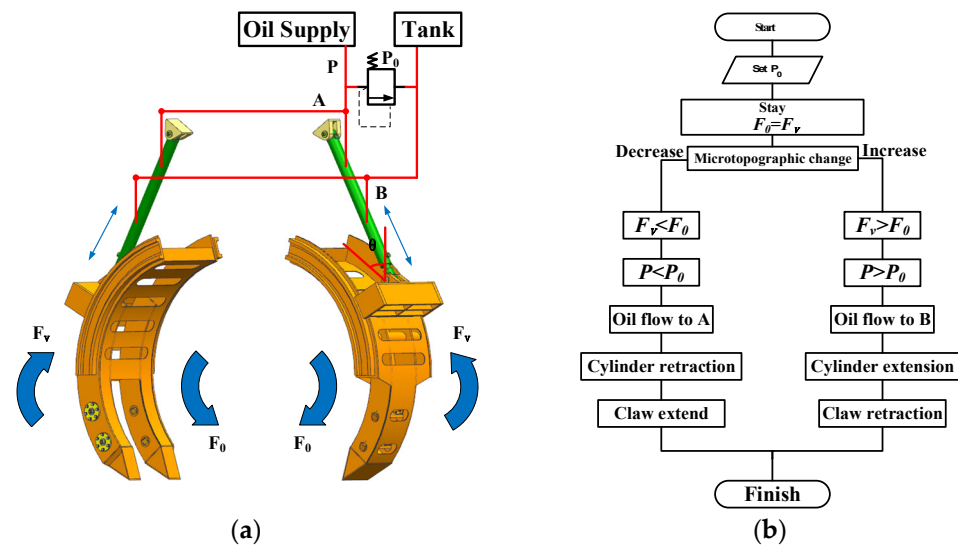 Oil Supply
Tank
P
P₀
A
B
θ
Fᵥ
F₀
F₀
Fᵥ
(a)
Start
Set P₀
Stay
F₀=Fᵥ
Decrease
Microtopographic change
Increase
Fᵥ<F₀
Fᵥ>F₀
P<P₀
P>P₀
Oil flow to A
Oil flow to B
Cylinder retraction
Cylinder extension
Claw extend
Claw retraction
Finish
(b)